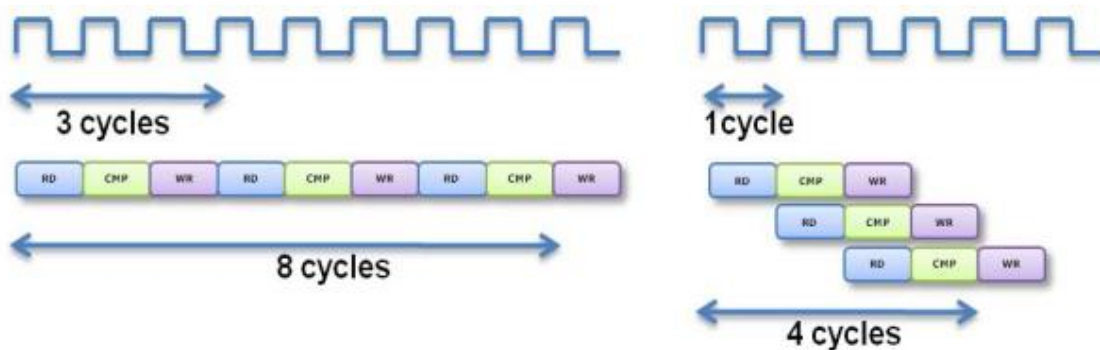 3 cycles
1cycle
RD CMP WR RD CMP WR RD CMP WR
RD CMP WR
RD CMP WR
RD CMP WR
8 cycles
4 cycles